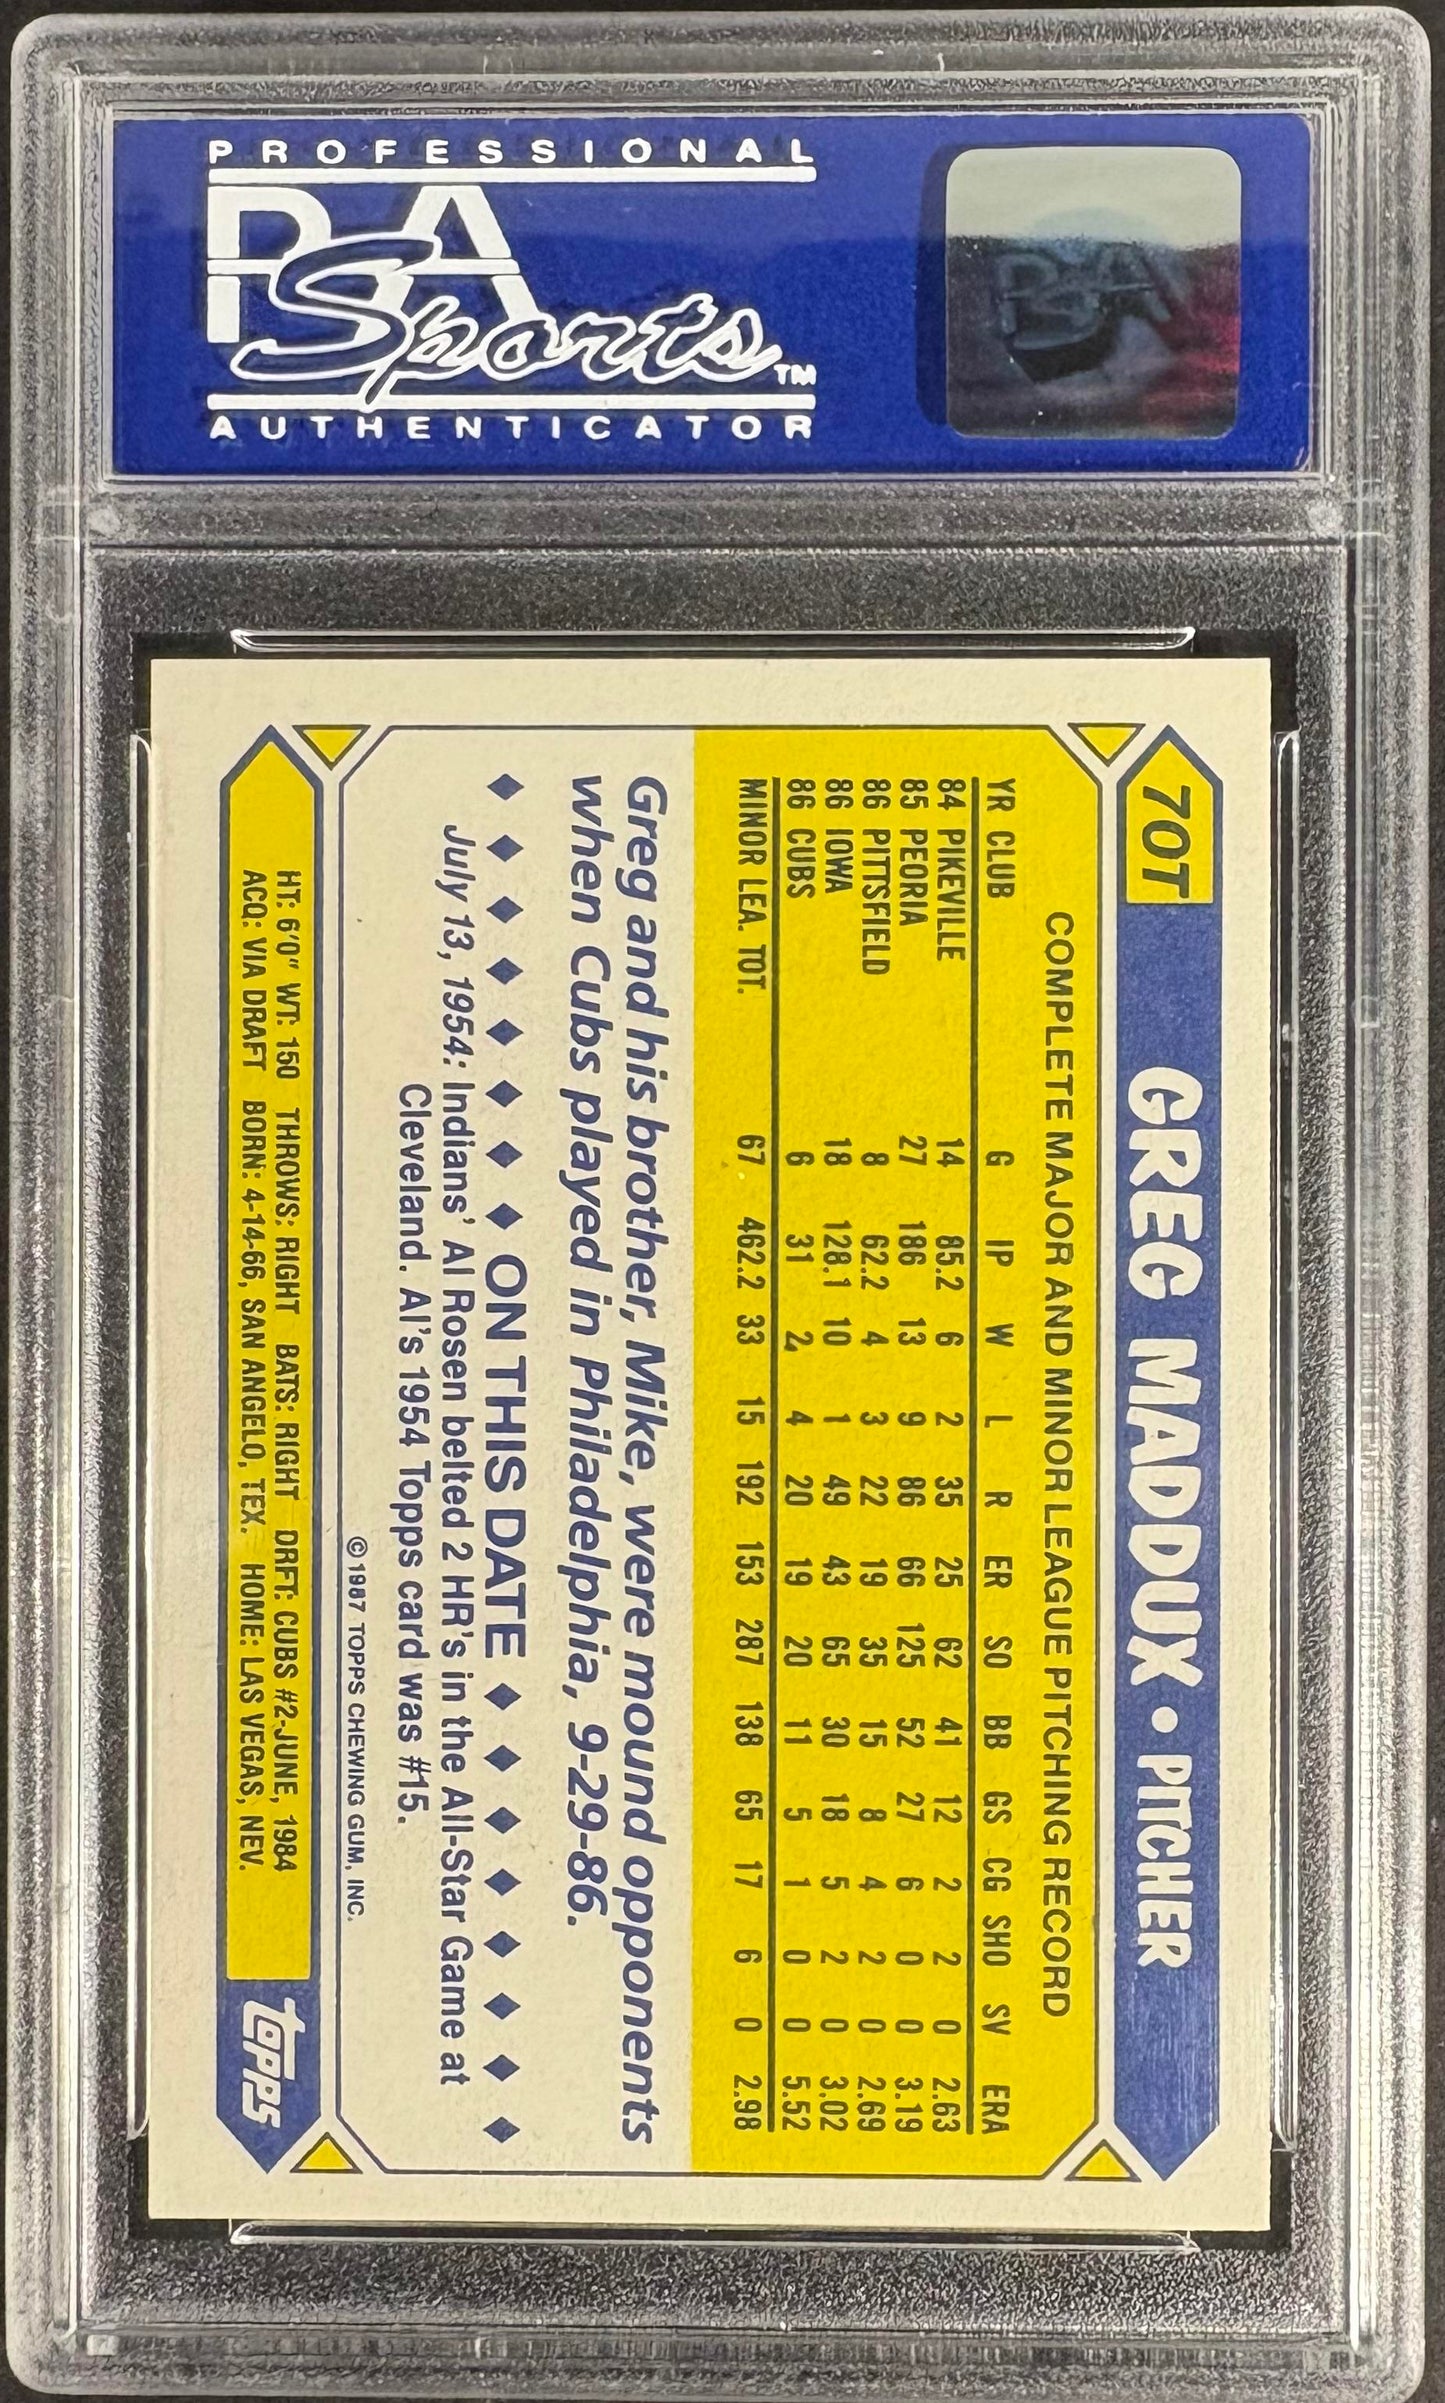 PROFESSIONAL
PSA
Sports™
AUTHENTICATOR
PSA
70T GREG MADDUX • PITCHER
COMPLETE MAJOR AND MINOR LEAGUE PITCHING RECORD
YR CLUB G IP W L R ER SO BB GS CG SHO SV ERA
84 PIKEVILLE 14 85.2 6 2 35 25 62 41 12 2 2 0 2.63
85 PEORIA 27 186 13 9 86 66 125 52 27 6 0 0 3.19
86 PITTSFIELD 8 62.2 4 3 22 19 35 15 8 4 2 0 2.69
86 IOWA 18 128.1 10 1 49 43 65 30 18 5 2 0 3.02
86 CUBS 6 31 2 4 20 19 20 11 5 1 0 0 5.52
MINOR LEA. TOT. 67 462.2 33 15 192 153 287 138 65 17 6 0 2.98
Greg and his brother, Mike, were mound opponents
when Cubs played in Philadelphia, 9-29-86.
ON THIS DATE
July 13, 1954: Indians' Al Rosen belted 2 HR's in the All-Star Game at
Cleveland. Al's 1954 Topps card was #15.
© 1987 TOPPS CHEWING GUM, INC.
HT: 6'0" WT: 150 THROWS: RIGHT BATS: RIGHT DRFT: CUBS #2-JUNE, 1984
ACQ: VIA DRAFT BORN: 4-14-66, SAN ANGELO, TEX. HOME: LAS VEGAS, NEV.
topps